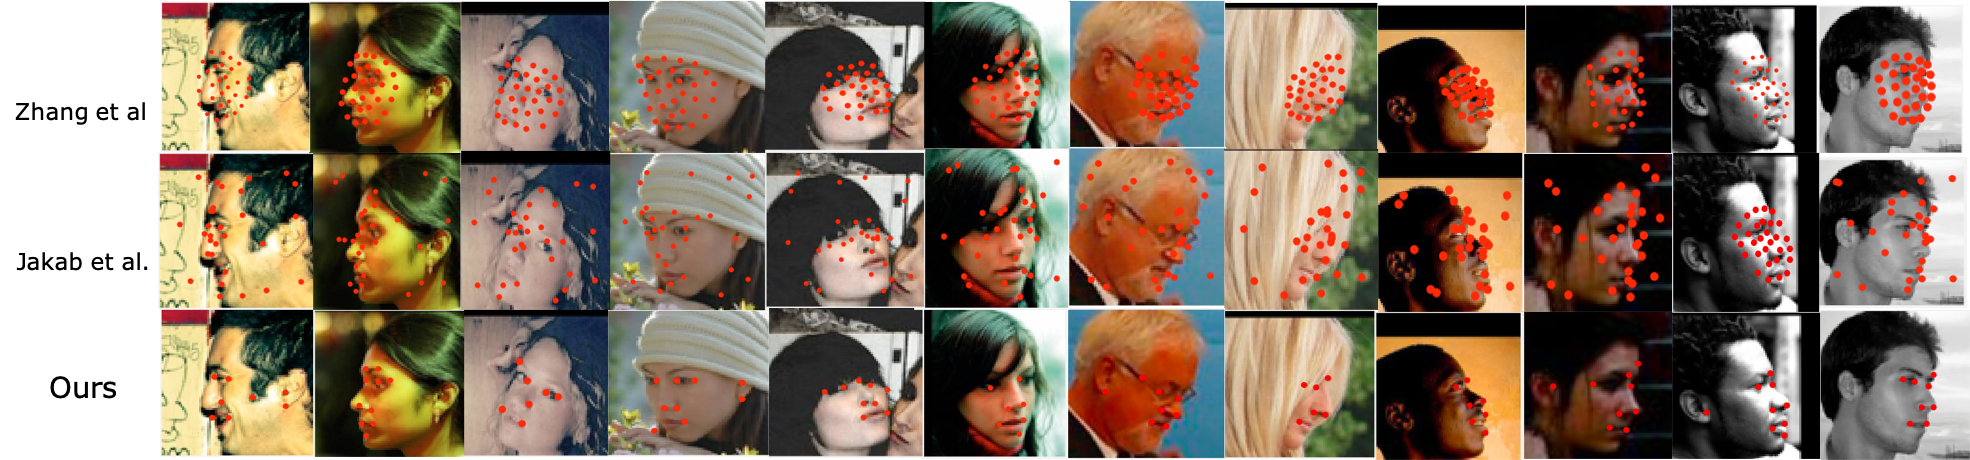 Zhang et al
Jakab et al.
Ours